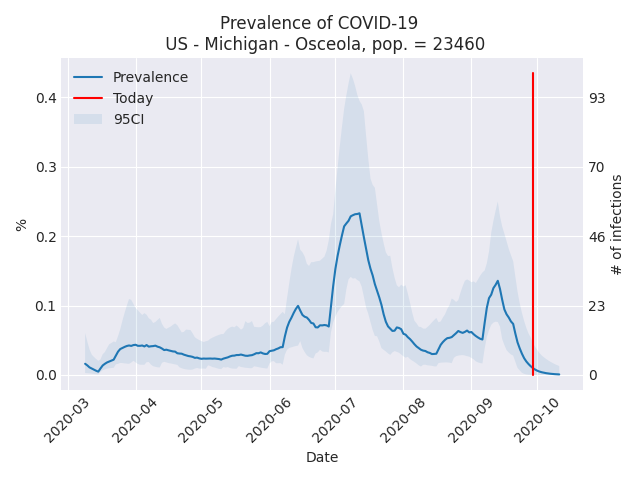 Prevalence of COVID-19
US - Michigan - Osceola, pop. = 23460
Prevalence
Today
95CI
0.4
0.3
0.2
0.1
0.0
%
93
70
46
23
0
# of infections
2020-03
2020-04
2020-05
2020-06
2020-07
2020-08
2020-09
2020-10
Date